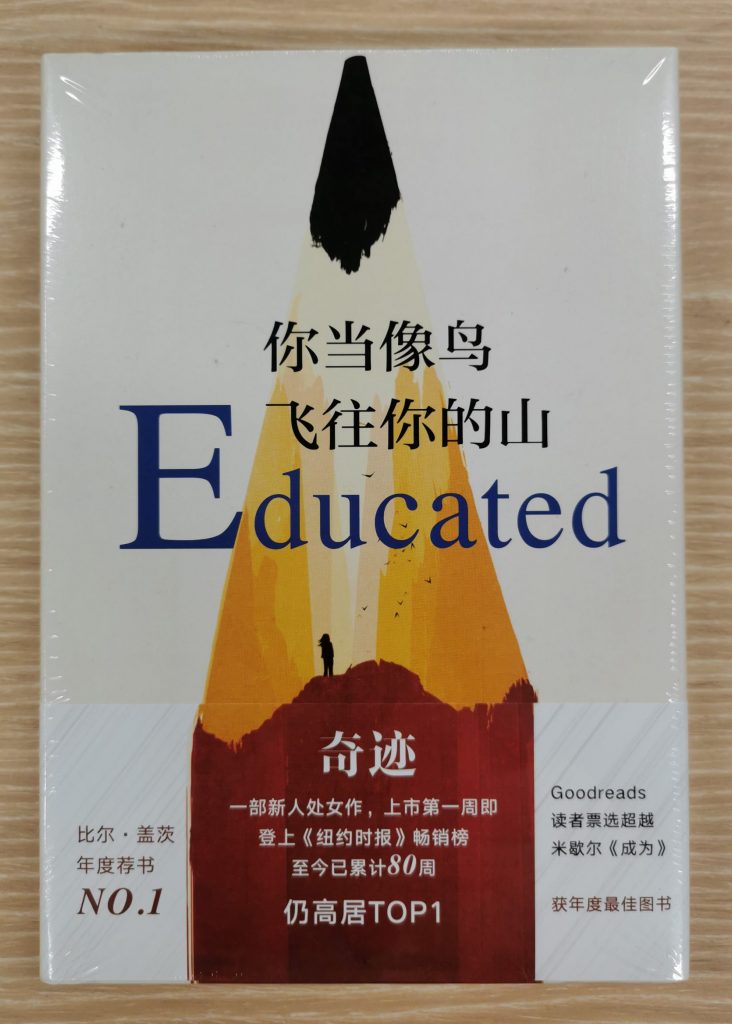 你当像鸟
飞往你的山
Educated
奇迹
一部新人处女作，上市第一周即
登上《纽约时报》畅销榜
至今已累计80周
仍高居TOP1
比尔·盖茨
年度荐书
NO.1
Goodreads
读者票选超越
米歇尔《成为》
获年度最佳图书